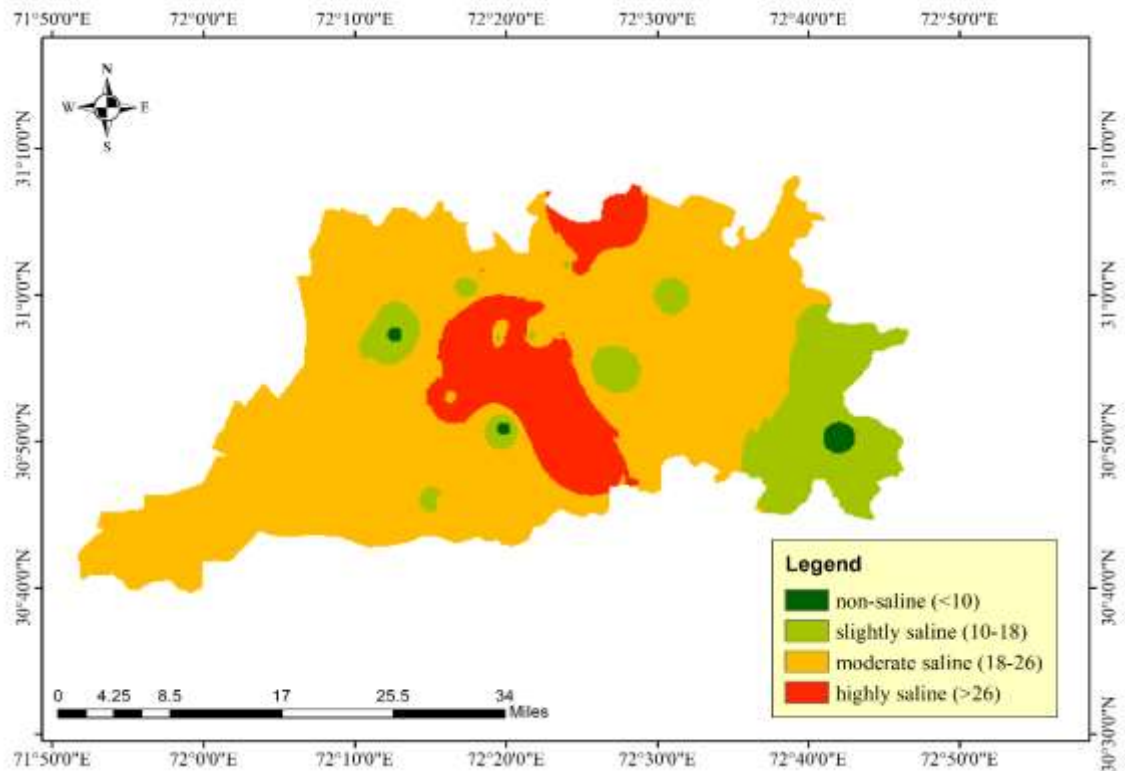 71°50'0"E 72°0'0"E 72°10'0"E 72°20'0"E 72°30'0"E 72°40'0"E 72°50'0"E
N
W E
S
31°10'0"N 31°10'0"N
31°0'0"N 31°0'0"N
30°50'0"N 30°50'0"N
30°40'0"N 30°40'0"N
30°30'0"N
Legend
non-saline (<10)
slightly saline (10-18)
moderate saline (18-26)
highly saline (>26)
0 4.25 8.5 17 25.5 34
Miles
71°50'0"E 72°0'0"E 72°10'0"E 72°20'0"E 72°30'0"E 72°40'0"E 72°50'0"E